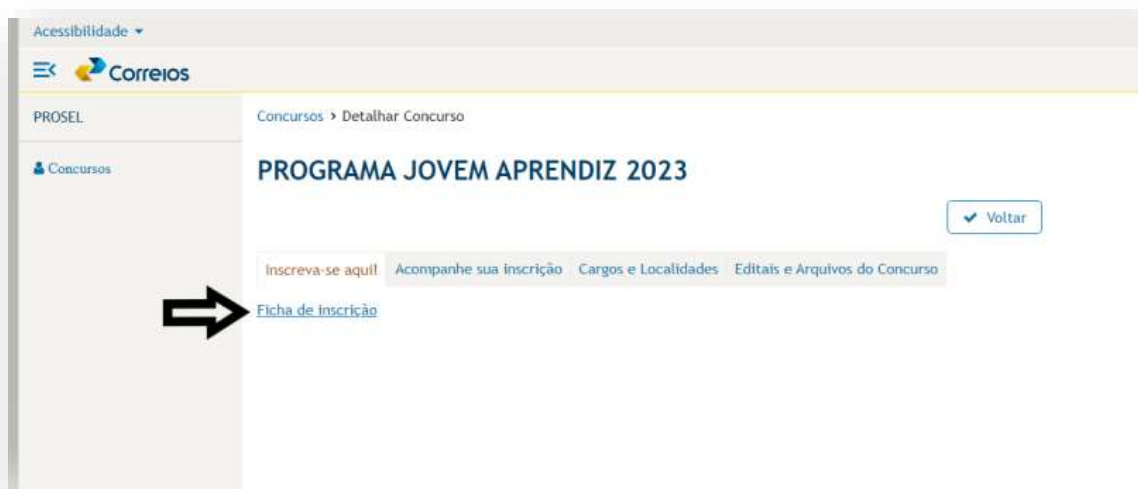 Acessibilidade
Correios
PROSEL
Concursos › Detalhar Concurso
Concursos
PROGRAMA JOVEM APRENDIZ 2023
Voltar
Inscreva-se aqui! Acompanhe sua inscrição Cargos e Localidades Editais e Arquivos do Concurso
Ficha de inscrição